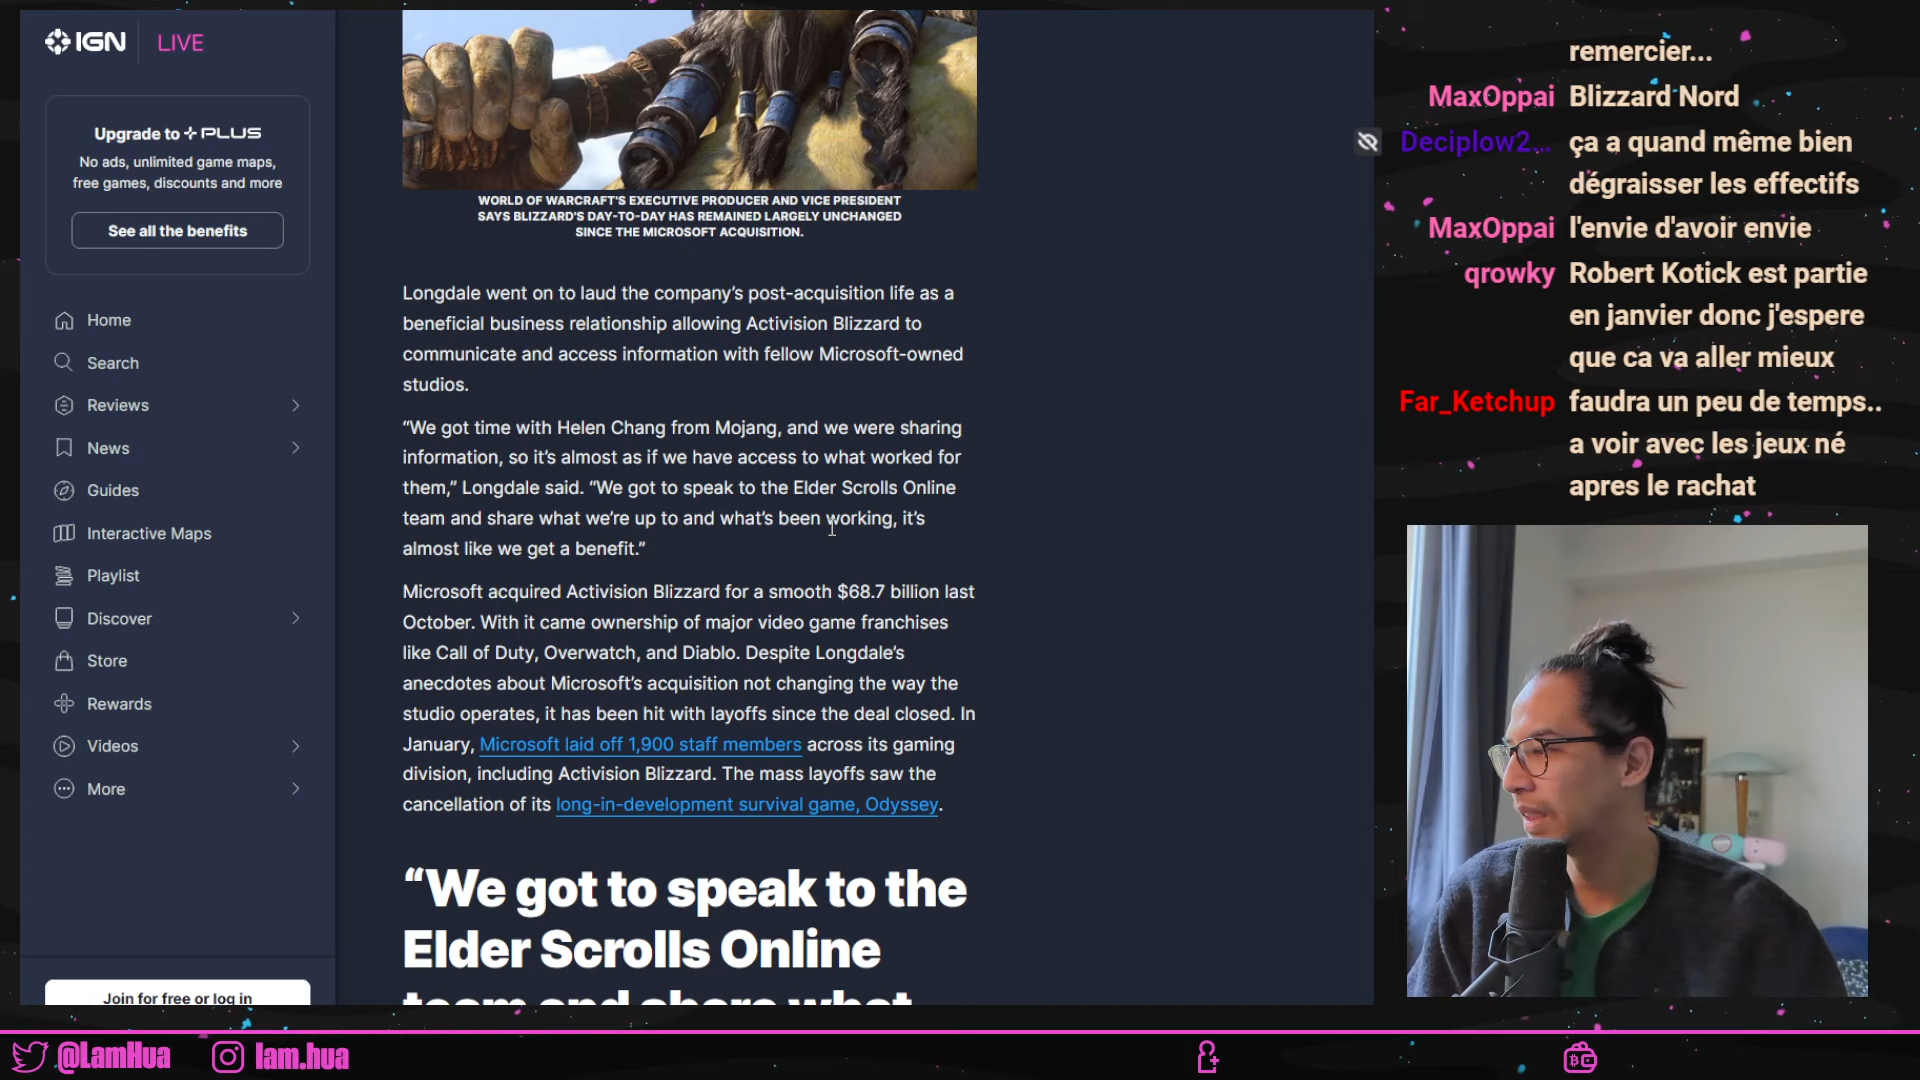 IGN LIVE
Upgrade to PLUS
No ads, unlimited game maps,
free games, discounts and more
See all the benefits
Home
Search
Reviews
News
Guides
Interactive Maps
Playlist
Discover
Store
Rewards
Videos
More
Join for free or log in
WORLD OF WARCRAFT'S EXECUTIVE PRODUCER AND VICE PRESIDENT
SAYS BLIZZARD'S DAY-TO-DAY HAS REMAINED LARGELY UNCHANGED
SINCE THE MICROSOFT ACQUISITION.
Longdale went on to laud the company’s post-acquisition life as a
beneficial business relationship allowing Activision Blizzard to
communicate and access information with fellow Microsoft-owned
studios.
“We got time with Helen Chang from Mojang, and we were sharing
information, so it’s almost as if we have access to what worked for
them,” Longdale said. “We got to speak to the Elder Scrolls Online
team and share what we’re up to and what’s been working, it’s
almost like we get a benefit.”
Microsoft acquired Activision Blizzard for a smooth $68.7 billion last
October. With it came ownership of major video game franchises
like Call of Duty, Overwatch, and Diablo. Despite Longdale’s
anecdotes about Microsoft’s acquisition not changing the way the
studio operates, it has been hit with layoffs since the deal closed. In
January, Microsoft laid off 1,900 staff members across its gaming
division, including Activision Blizzard. The mass layoffs saw the
cancellation of its long-in-development survival game, Odyssey.
“We got to speak to the
Elder Scrolls Online
team and share what
remercier...
MaxOppai Blizzard Nord
Deciplow2... ça a quand même bien
dégraisser les effectifs
MaxOppai l'envie d'avoir envie
qrowky Robert Kotick est partie
en janvier donc j'espere
que ca va aller mieux
Far_Ketchup faudra un peu de temps..
a voir avec les jeux né
apres le rachat
@LamHua lam.hua